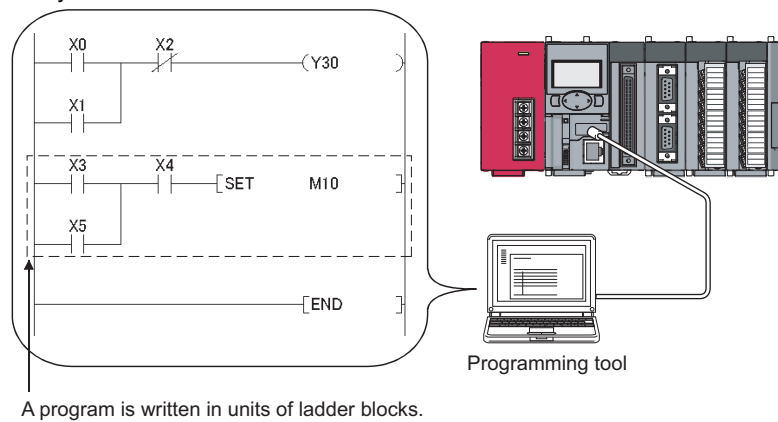 X0 X2
(Y30 )
X1
X3 X4
[SET M10 ]
X5
[END ]
Programming tool
A program is written in units of ladder blocks.